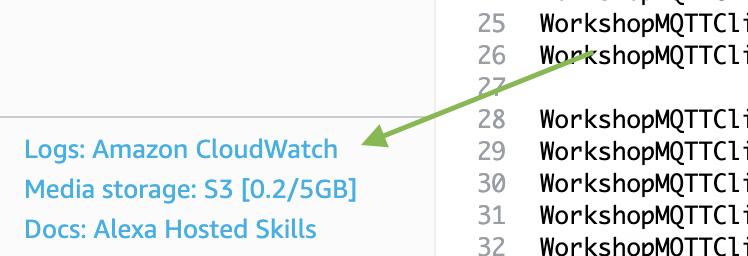 25 WorkshopMQTTCli
26 WorkshopMQTTCli
27
28 WorkshopMQTTCli
29 WorkshopMQTTCli
30 WorkshopMQTTCli
31 WorkshopMQTTCli
32 WorkshopMQTTCli
Logs: Amazon CloudWatch
Media storage: S3 [0.2/5GB]
Docs: Alexa Hosted Skills